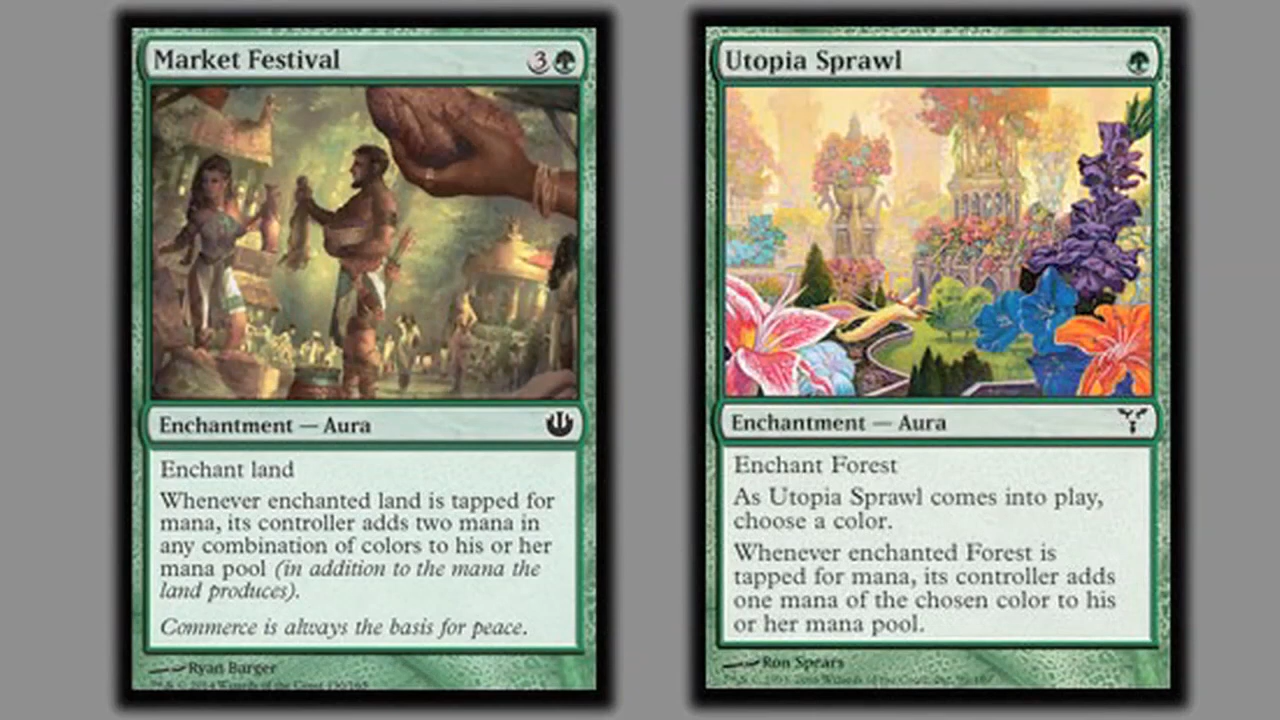 Market Festival
3
Enchantment — Aura
Enchant land
Whenever enchanted land is tapped for
mana, its controller adds two mana in
any combination of colors to his or her
mana pool (in addition to the mana the
land produces).
Commerce is always the basis for peace.
Ryan Barger
Utopia Sprawl
Enchantment — Aura
Enchant Forest
As Utopia Sprawl comes into play,
choose a color.
Whenever enchanted Forest is
tapped for mana, its controller adds
one mana of the chosen color to his
or her mana pool.
Ron Spears